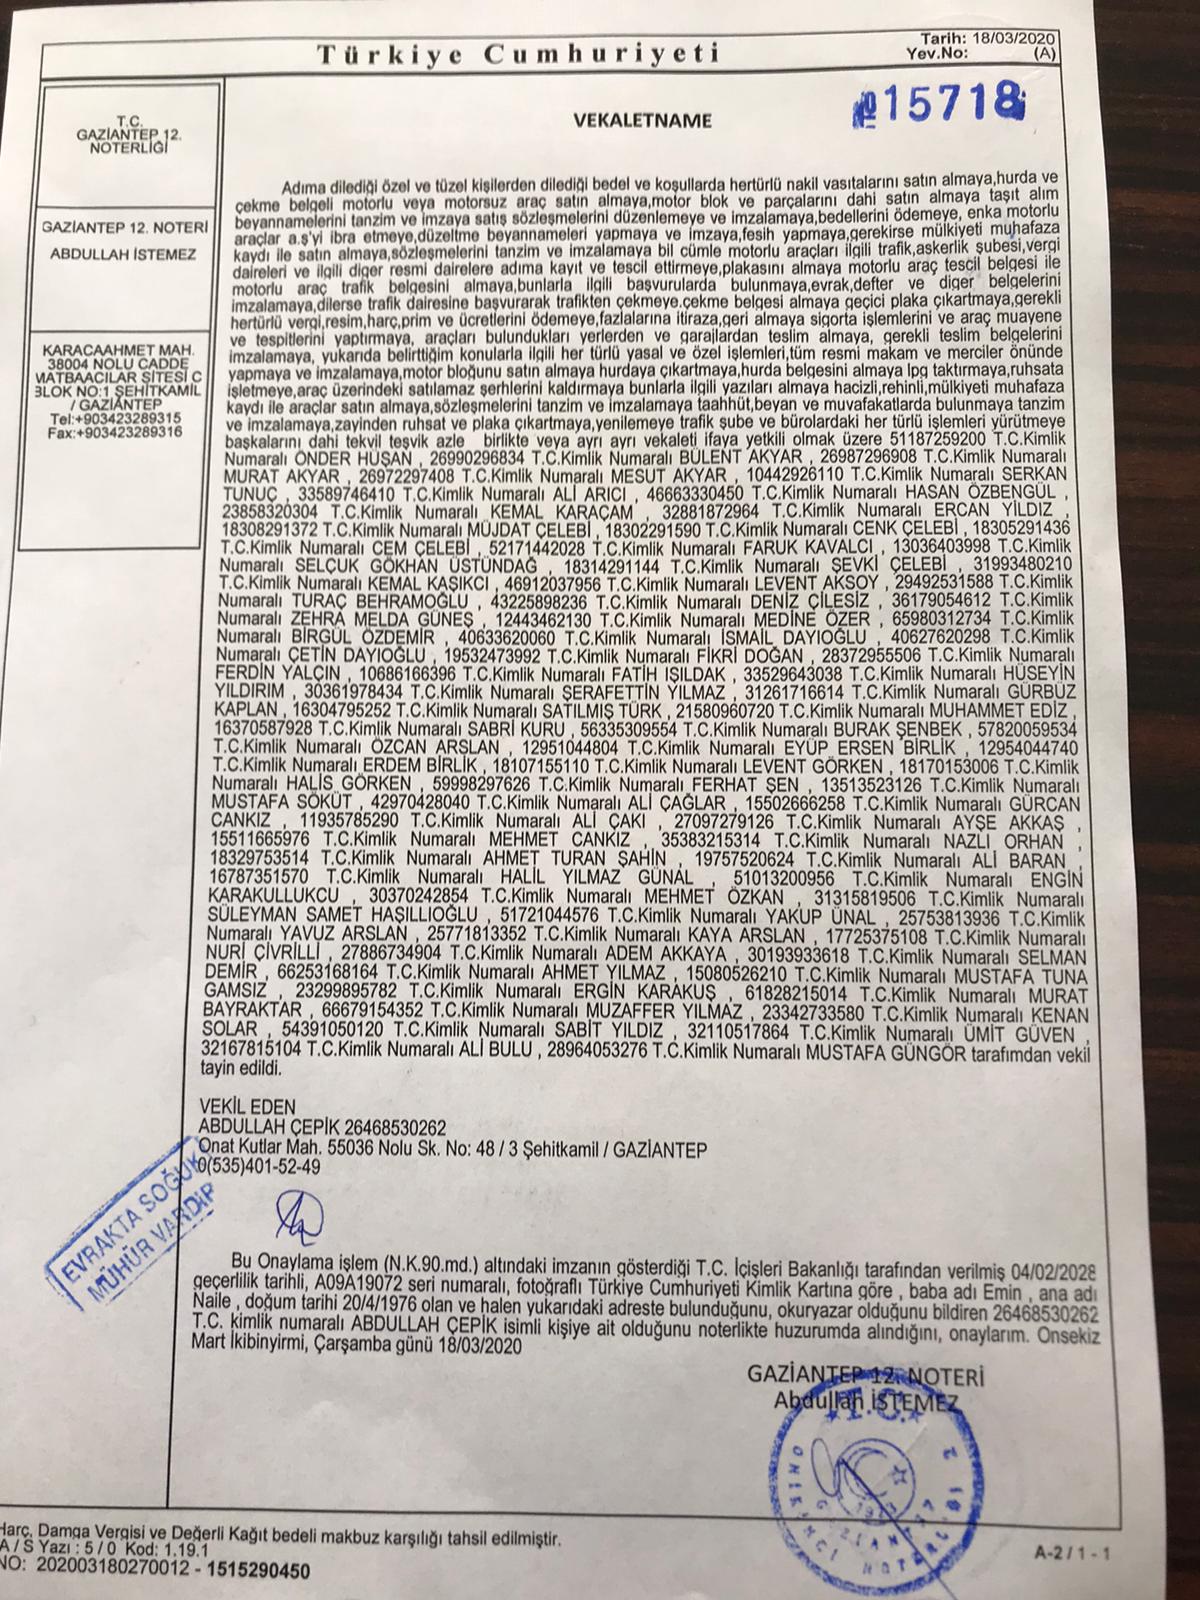 Türkiye Cumhuriyeti
Tarih: 18/03/2020
Yev.No: (A)
№ 15718
T.C.
GAZİANTEP 12.
NOTERLİĞİ
GAZİANTEP 12. NOTERİ
ABDULLAH İSTEMEZ
KARACAAHMET MAH.
38004 NOLU CADDE
MATBAACILAR SİTESİ C
BLOK NO:1 ŞEHİTKAMİL
/ GAZİANTEP
Tel:+903423289315
Fax:+903423289316
VEKALETNAME
Adıma dilediği özel ve tüzel kişilerden dilediği bedel ve koşullarda hertürlü nakil vasıtalarını satın almaya,hurda ve
çekme belgeli motorlu veya motorsuz araç satın almaya,motor blok ve parçalarını dahi satın almaya taşıt alım
beyannamelerini tanzim ve imzaya satış sözleşmelerini düzenlemeye ve imzalamaya,bedellerini ödemeye, enka motorlu
araçlar a.ş'yi ibra etmeye,düzeltme beyannameleri yapmaya ve imzaya,fesih yapmaya,gerekirse mülkiyeti muhafaza
kaydı ile satın almaya,sözleşmelerini tanzim ve imzalamaya bil cümle motorlu araçları ilgili trafik,askerlik şubesi,vergi
daireleri ve ilgili diger resmi dairelere adıma kayıt ve tescil ettirmeye,plakasını almaya motorlu araç tescil belgesi ile
motorlu araç trafik belgesini almaya,bunlarla ilgili başvurularda bulunmaya,evrak,defter ve diger belgelerini
imzalamaya,dilerse trafik dairesine başvurarak trafikten çekmeye.çekme belgesi almaya geçici plaka çıkartmaya,gerekli
hertürlü vergi,resim,harç,prim ve ücretlerini ödemeye,fazlalarına itiraza,geri almaya sigorta işlemlerini ve araç muayene
ve tespitlerini yaptırmaya, araçları bulundukları yerlerden ve garajlardan teslim almaya, gerekli teslim belgelerini
imzalamaya, yukarıda belirttiğim konularla ilgili her türlü yasal ve özel işlemleri,tüm resmi makam ve merciler önünde
yapmaya ve imzalamaya,motor bloğunu satın almaya hurdaya çıkartmaya,hurda belgesini almaya lpg taktırmaya,ruhsata
işletmeye,araç üzerindeki satılamaz şerhlerini kaldırmaya bunlarla ilgili yazıları almaya hacizli,rehinli,mülkiyeti muhafaza
kaydı ile araçlar satın almaya,sözleşmelerini tanzim ve imzalamaya taahhüt,beyan ve muvafakatlarda bulunmaya tanzim
ve imzalamaya,zayinden ruhsat ve plaka çıkartmaya,yenilemeye trafik şube ve bürolardaki her türlü işlemleri yürütmeye
başkalarını dahi tekvil teşvik azle birlikte veya ayrı ayrı vekaleti ifaya yetkili olmak üzere 51187259200 T.C.Kimlik
Numaralı ÖNDER HUŞAN , 26990296834 T.C.Kimlik Numaralı BÜLENT AKYAR , 26987296908 T.C.Kimlik Numaralı
MURAT AKYAR , 26972297408 T.C.Kimlik Numaralı MESUT AKYAR , 10442926110 T.C.Kimlik Numaralı SERKAN
TUNUÇ , 33589746410 T.C.Kimlik Numaralı ALİ ARICI , 46663330450 T.C.Kimlik Numaralı HASAN ÖZBENGÜL ,
23858320304 T.C.Kimlik Numaralı KEMAL KARAÇAM , 32881872964 T.C.Kimlik Numaralı ERCAN YILDIZ ,
18308291372 T.C.Kimlik Numaralı MÜJDAT ÇELEBİ , 18302291590 T.C.Kimlik Numaralı CENK ÇELEBİ , 18305291436
T.C.Kimlik Numaralı CEM ÇELEBİ , 52171442028 T.C.Kimlik Numaralı FARUK KAVALCI , 13036403998 T.C.Kimlik
Numaralı SELÇUK GÖKHAN ÜSTÜNDAĞ , 18314291144 T.C.Kimlik Numaralı ŞEVKİ ÇELEBİ , 31993480210
T.C.Kimlik Numaralı KEMAL KAŞIKCI , 46912037956 T.C.Kimlik Numaralı LEVENT AKSOY , 29492531588 T.C.Kimlik
Numaralı TURAÇ BEHRAMOĞLU , 43225898236 T.C.Kimlik Numaralı DENİZ ÇİLESİZ , 36179054612 T.C.Kimlik
Numaralı ZEHRA MELDA GÜNEŞ , 12443462130 T.C.Kimlik Numaralı MEDİNE ÖZER , 65980312734 T.C.Kimlik
Numaralı BİRGÜL ÖZDEMİR , 40633620060 T.C.Kimlik Numaralı İSMAİL DAYIOĞLU , 40627620298 T.C.Kimlik
Numaralı ÇETİN DAYIOĞLU , 19532473992 T.C.Kimlik Numaralı FİKRİ DOĞAN , 28372955506 T.C.Kimlik Numaralı
FERDİN YALÇIN , 10686166396 T.C.Kimlik Numaralı FATİH IŞILDAK , 33529643038 T.C.Kimlik Numaralı HÜSEYİN
YILDIRIM , 30361978434 T.C.Kimlik Numaralı ŞERAFETTİN YILMAZ , 31261716614 T.C.Kimlik Numaralı GÜRBÜZ
KAPLAN , 16304795252 T.C.Kimlik Numaralı SATILMIŞ TÜRK , 21580960720 T.C.Kimlik Numaralı MUHAMMET EDİZ ,
16370587928 T.C.Kimlik Numaralı SABRİ KURU , 56335309554 T.C.Kimlik Numaralı BURAK ŞENBEK , 57820059534
T.C.Kimlik Numaralı ÖZCAN ARSLAN , 12951044804 T.C.Kimlik Numaralı EYÜP ERSEN BİRLİK , 12954044740
T.C.Kimlik Numaralı ERDEM BİRLİK , 18107155110 T.C.Kimlik Numaralı LEVENT GÖRKEN , 18170153006 T.C.Kimlik
Numaralı HALİS GÖRKEN , 59998297626 T.C.Kimlik Numaralı FERHAT ŞEN , 13513523126 T.C.Kimlik Numaralı
MUSTAFA SÖKÜT , 42970428040 T.C.Kimlik Numaralı ALİ ÇAĞLAR , 15502666258 T.C.Kimlik Numaralı GÜRCAN
CANKIZ , 11935785290 T.C.Kimlik Numaralı ALİ ÇAKI , 27097279126 T.C.Kimlik Numaralı AYŞE AKKAŞ ,
15511665976 T.C.Kimlik Numaralı MEHMET CANKIZ , 35383215314 T.C.Kimlik Numaralı NAZLI ORHAN ,
18329753514 T.C.Kimlik Numaralı AHMET TURAN ŞAHİN , 19757520624 T.C.Kimlik Numaralı ALİ BARAN ,
16787351570 T.C.Kimlik Numaralı HALİL YILMAZ GÜNAL , 51013200956 T.C.Kimlik Numaralı ENGİN
KARAKULLUKCU , 30370242854 T.C.Kimlik Numaralı MEHMET ÖZKAN , 31315819506 T.C.Kimlik Numaralı
SÜLEYMAN SAMET HAŞILLIOĞLU , 51721044576 T.C.Kimlik Numaralı YAKUP ÜNAL , 25753813936 T.C.Kimlik
Numaralı YAVUZ ARSLAN , 25771813352 T.C.Kimlik Numaralı KAYA ARSLAN , 17725375108 T.C.Kimlik Numaralı
NURİ ÇİVRİLLİ , 27886734904 T.C.Kimlik Numaralı ADEM AKKAYA , 30193933618 T.C.Kimlik Numaralı SELMAN
DEMİR , 66253168164 T.C.Kimlik Numaralı AHMET YILMAZ , 15080526210 T.C.Kimlik Numaralı MUSTAFA TUNA
GAMSIZ , 23299895782 T.C.Kimlik Numaralı ERGİN KARAKUŞ , 61828215014 T.C.Kimlik Numaralı MURAT
BAYRAKTAR , 66679154352 T.C.Kimlik Numaralı MUZAFFER YILMAZ , 23342733580 T.C.Kimlik Numaralı KENAN
SOLAR , 54391050120 T.C.Kimlik Numaralı SABİT YILDIZ , 32110517864 T.C.Kimlik Numaralı ÜMİT GÜVEN ,
32167815104 T.C.Kimlik Numaralı ALİ BULU , 28964053276 T.C.Kimlik Numaralı MUSTAFA GÜNGÖR tarafımdan vekil
tayin edildi.
VEKİL EDEN
ABDULLAH ÇEPİK 26468530262
Onat Kutlar Mah. 55036 Nolu Sk. No: 48 / 3 Şehitkamil / GAZİANTEP
0(535)401-52-49
EVRAKTA SOĞUK
MÜHÜR VARDIR
Bu Onaylama işlem (N.K.90.md.) altındaki imzanın gösterdiği T.C. İçişleri Bakanlığı tarafından verilmiş 04/02/2028
geçerlilik tarihli, A09A19072 seri numaralı, fotoğraflı Türkiye Cumhuriyeti Kimlik Kartına göre , baba adı Emin , ana adı
Naile , doğum tarihi 20/4/1976 olan ve halen yukarıdaki adreste bulunduğunu, okuryazar olduğunu bildiren 26468530262
T.C. kimlik numaralı ABDULLAH ÇEPİK isimli kişiye ait olduğunu noterlikte huzurumda alındığını, onaylarım. Onsekiz
Mart İkibinyirmi, Çarşamba günü 18/03/2020
GAZİANTEP 12. NOTERİ
Abdullah İSTEMEZ
T.C.
Harç, Damga Vergisi ve Değerli Kağıt bedeli makbuz karşılığı tahsil edilmiştir.
A / S Yazı : 5 / 0 Kod: 1.19.1
NO: 202003180270012 - 1515290450
A-2 / 1 - 1